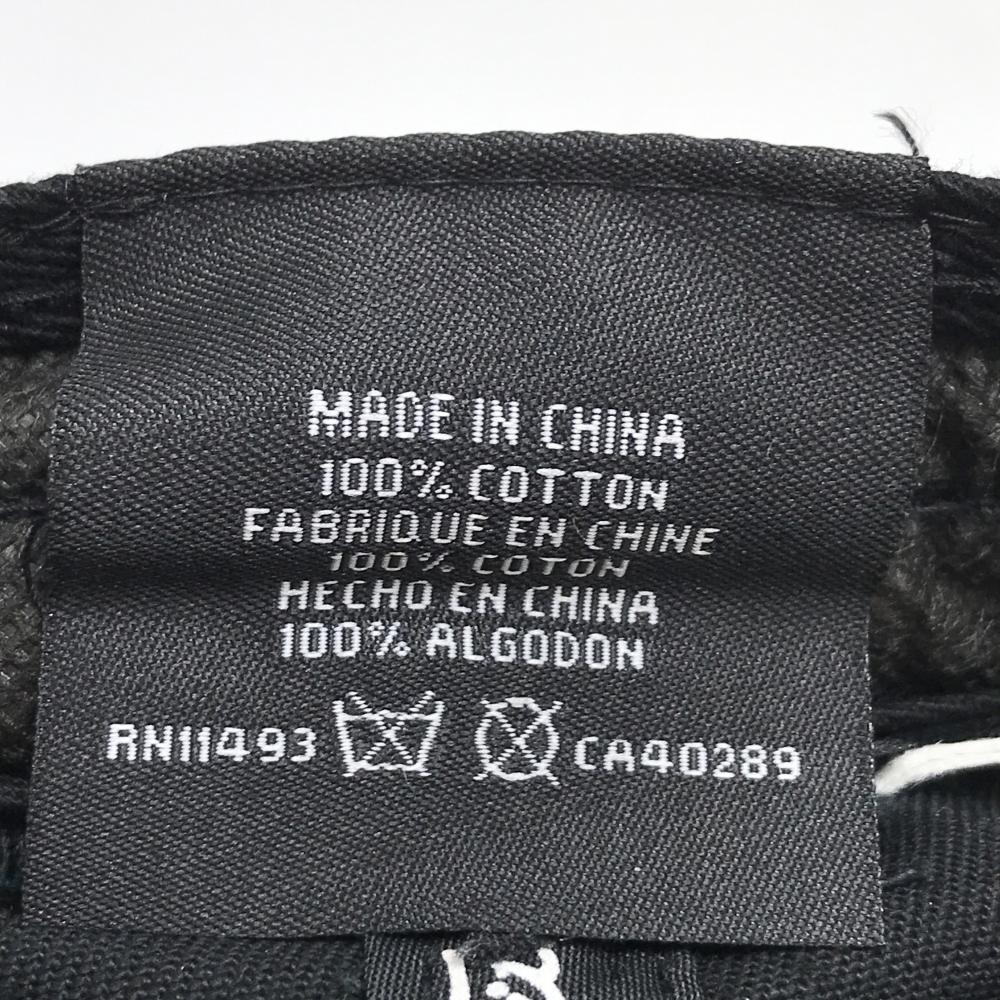 MADE IN CHINA
100% COTTON
FABRIQUE EN CHINE
100% COTON
HECHO EN CHINA
100% ALGODON
RN11493 CA40289